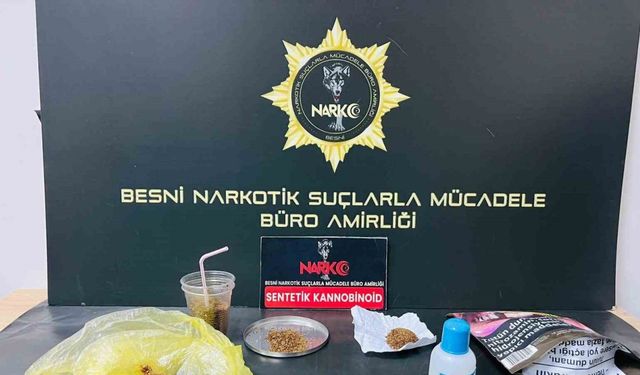 NARKOTİK SUÇLARLA MÜCADELE BÜRO AMİRLİĞİ
NARKO
BESNİ
BESNİ NARKOTİK SUÇLARLA MÜCADELE
BÜRO AMİRLİĞİ
NARKO
BESNİ NARKOTİK SUÇLARLA MÜCADELE BÜRO AMİRLİĞİ
SENTETİK KANNOBİNOİD